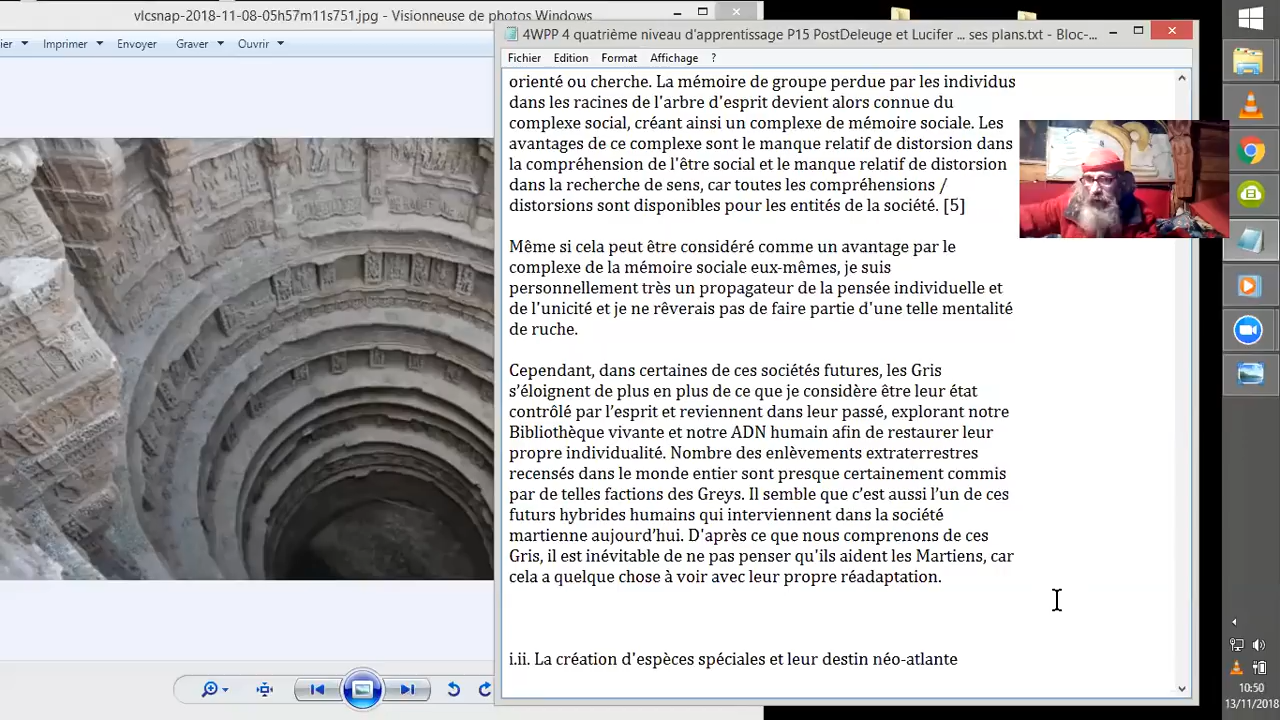 vlcsnap-2018-11-08-05h57m11s751.jpg - Visionneuse de photos Windows
ier Imprimer Envoyer Graver Ouvrir
4WPP 4 quatrième niveau d'apprentissage P15 PostDeleuge et Lucifer ... ses plans.txt - Bloc-...
Fichier Edition Format Affichage ?
orienté ou cherche. La mémoire de groupe perdue par les individus
dans les racines de l'arbre d'esprit devient alors connue du
complexe social, créant ainsi un complexe de mémoire sociale. Les
avantages de ce complexe sont le manque relatif de distorsion dans
la compréhension de l'être social et le manque relatif de distorsion
dans la recherche de sens, car toutes les compréhensions /
distorsions sont disponibles pour les entités de la société. [5]
Même si cela peut être considéré comme un avantage par le
complexe de la mémoire sociale eux-mêmes, je suis
personnellement très un propagateur de la pensée individuelle et
de l'unicité et je ne rêverais pas de faire partie d'une telle mentalité
de ruche.
Cependant, dans certaines de ces sociétés futures, les Gris
s’éloignent de plus en plus de ce que je considère être leur état
contrôlé par l’esprit et reviennent dans leur passé, explorant notre
Bibliothèque vivante et notre ADN humain afin de restaurer leur
propre individualité. Nombre des enlèvements extraterrestres
recensés dans le monde entier sont presque certainement commis
par de telles factions des Greys. Il semble que c’est aussi l’un de ces
futurs hybrides humains qui interviennent dans la société
martienne aujourd’hui. D'après ce que nous comprenons de ces
Gris, il est inévitable de ne pas penser qu'ils aident les Martiens, car
cela a quelque chose à voir avec leur propre réadaptation.
i.ii. La création d'espèces spéciales et leur destin néo-atlante
10:50
13/11/2018